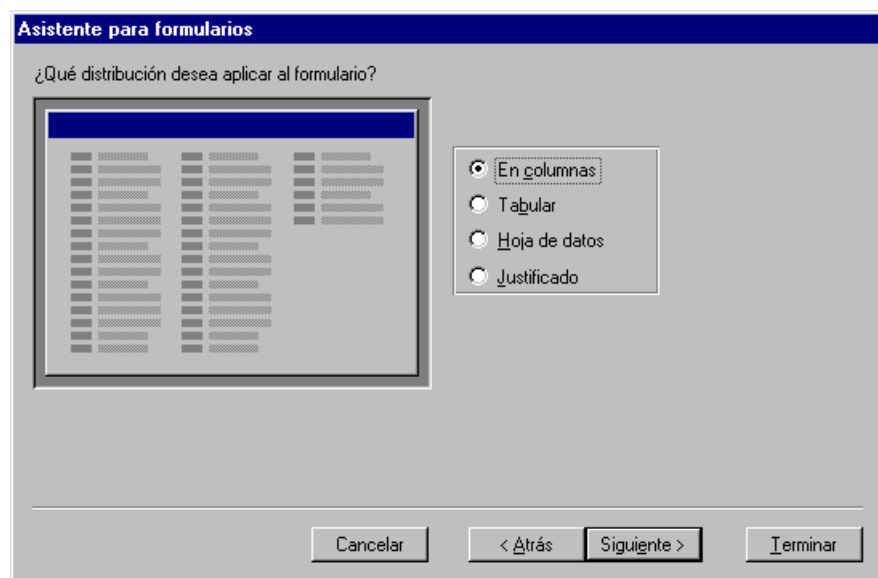 Asistente para formularios
¿Qué distribución desea aplicar al formulario?
En columnas
Tabular
Hoja de datos
Justificado
Cancelar
< Atrás
Siguiente >
Terminar